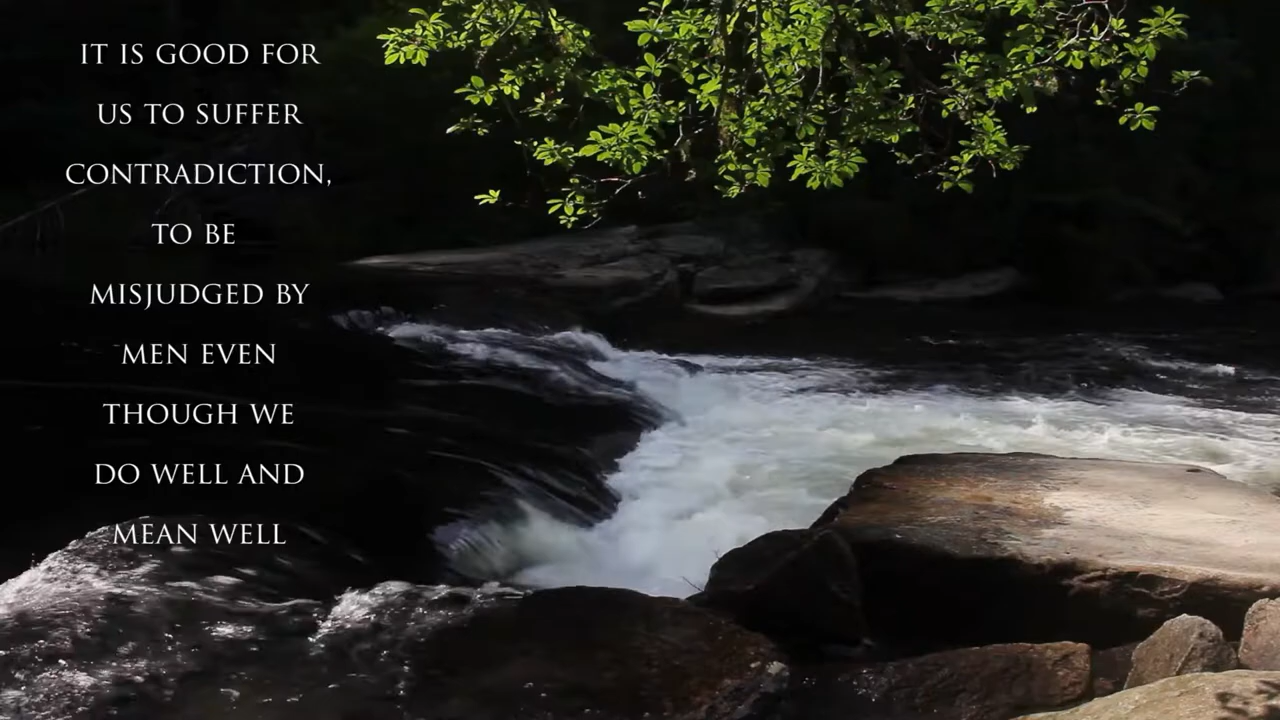 IT IS GOOD FOR
US TO SUFFER
CONTRADICTION,
TO BE
MISJUDGED BY
MEN EVEN
THOUGH WE
DO WELL AND
MEAN WELL